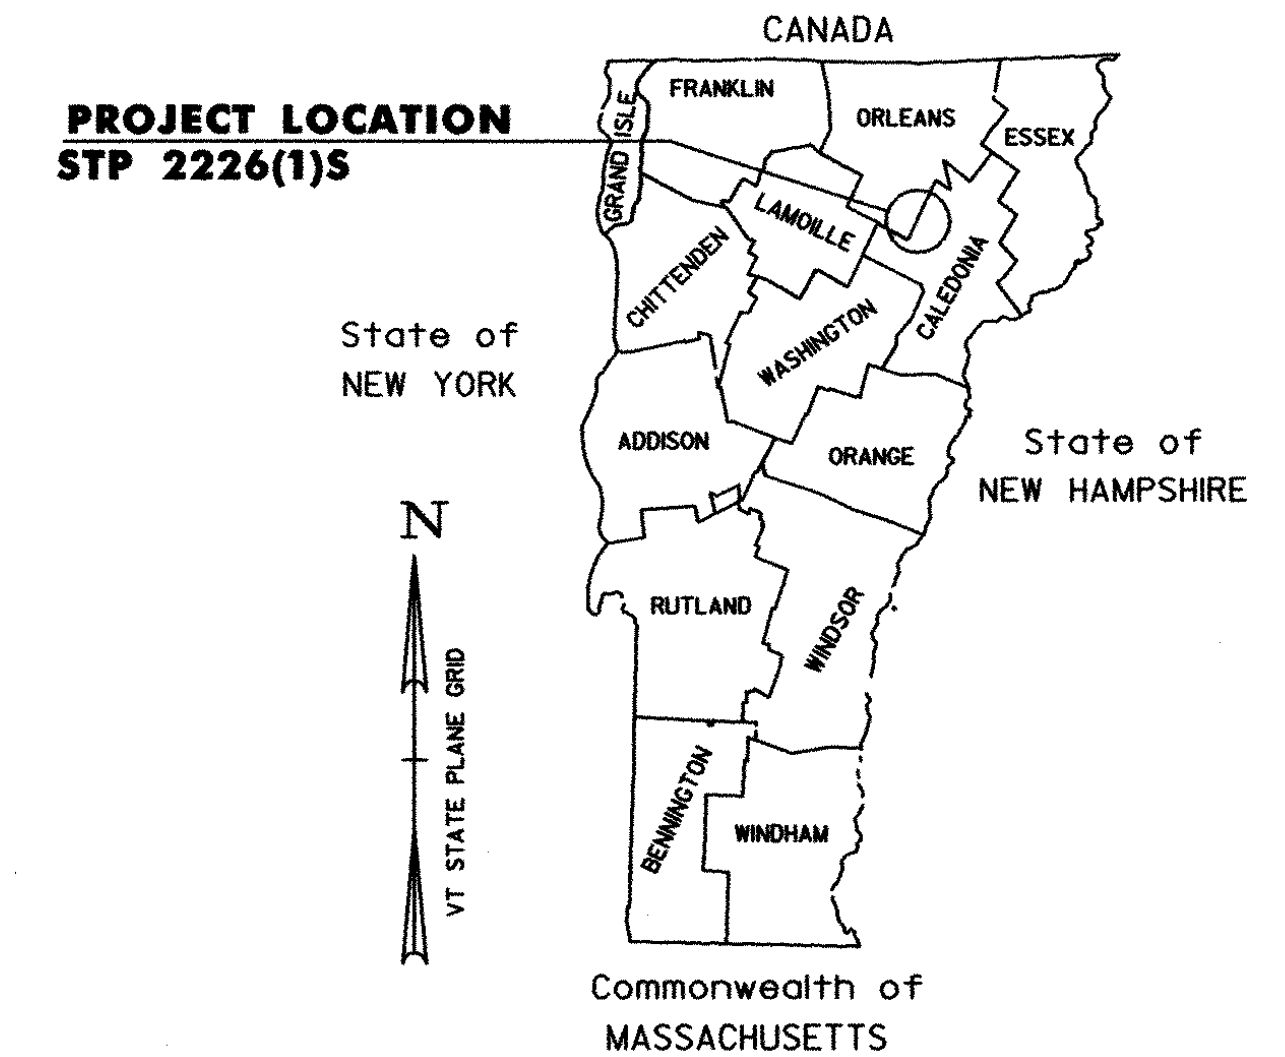 CANADA
PROJECT LOCATION
STP 2226(1)S
FRANKLIN
ORLEANS
ESSEX
GRAND ISLE
LAMOILLE
CHITTENDEN
CALEDONIA
WASHINGTON
State of
NEW YORK
ADDISON
ORANGE
State of
NEW HAMPSHIRE
N
VT STATE PLANE GRID
RUTLAND
WINDSOR
BENNINGTON
WINDHAM
Commonwealth of
MASSACHUSETTS